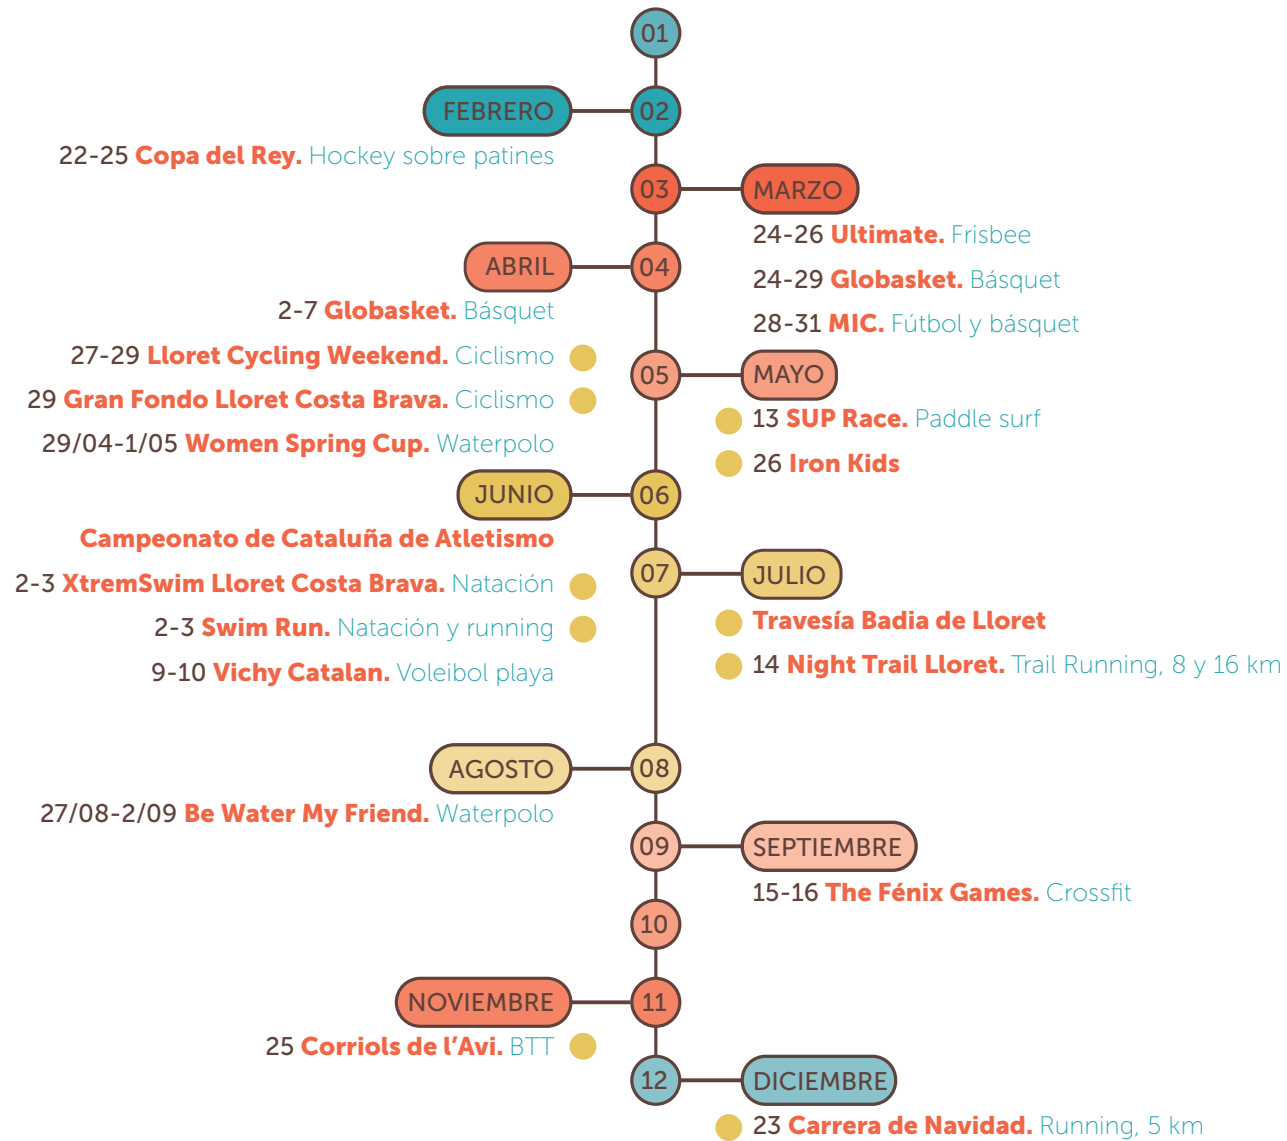 01
FEBRERO
02
22-25 Copa del Rey. Hockey sobre patines
03
MARZO
24-26 Ultimate. Frisbee
24-29 Globasket. Básquet
28-31 MIC. Fútbol y básquet
ABRIL
04
2-7 Globasket. Básquet
27-29 Lloret Cycling Weekend. Ciclismo
29 Gran Fondo Lloret Costa Brava. Ciclismo
29/04-1/05 Women Spring Cup. Waterpolo
05
MAYO
13 SUP Race. Paddle surf
26 Iron Kids
JUNIO
06
Campeonato de Cataluña de Atletismo
2-3 XtremSwim Lloret Costa Brava. Natación
2-3 Swim Run. Natación y running
9-10 Vichy Catalan. Voleibol playa
07
JULIO
Travesía Badia de Lloret
14 Night Trail Lloret. Trail Running, 8 y 16 km
AGOSTO
08
27/08-2/09 Be Water My Friend. Waterpolo
09
SEPTIEMBRE
15-16 The Fénix Games. Crossfit
10
NOVIEMBRE
11
25 Corriols de l'Avi. BTT
12
DICIEMBRE
23 Carrera de Navidad. Running, 5 km